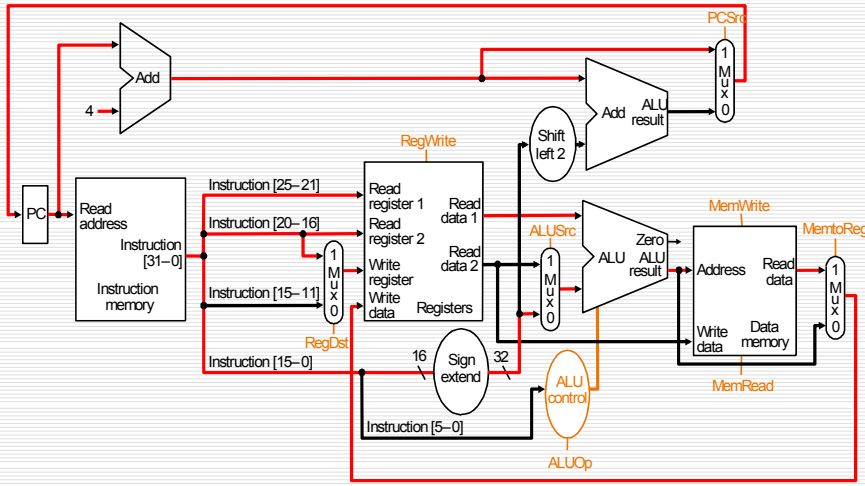 PCSrc
Add
4
1
M
u
x
0
Add
ALU
result
Shift
left 2
RegWrite
PC
Read
address
Instruction
[31–0]
Instruction
memory
Instruction [25–21]
Instruction [20–16]
Instruction [15–11]
Instruction [15–0]
Instruction [5–0]
1
M
u
x
0
RegDst
Read
register 1
Read
register 2
Write
register
Write
data
Read
data 1
Read
data 2
Registers
16
Sign
extend
32
ALUSrc
1
M
u
x
0
Zero
ALU
ALU
result
ALU
control
ALUOp
MemWrite
Address
Read
data
Write
data
Data
memory
MemRead
MemtoReg
1
M
u
x
0